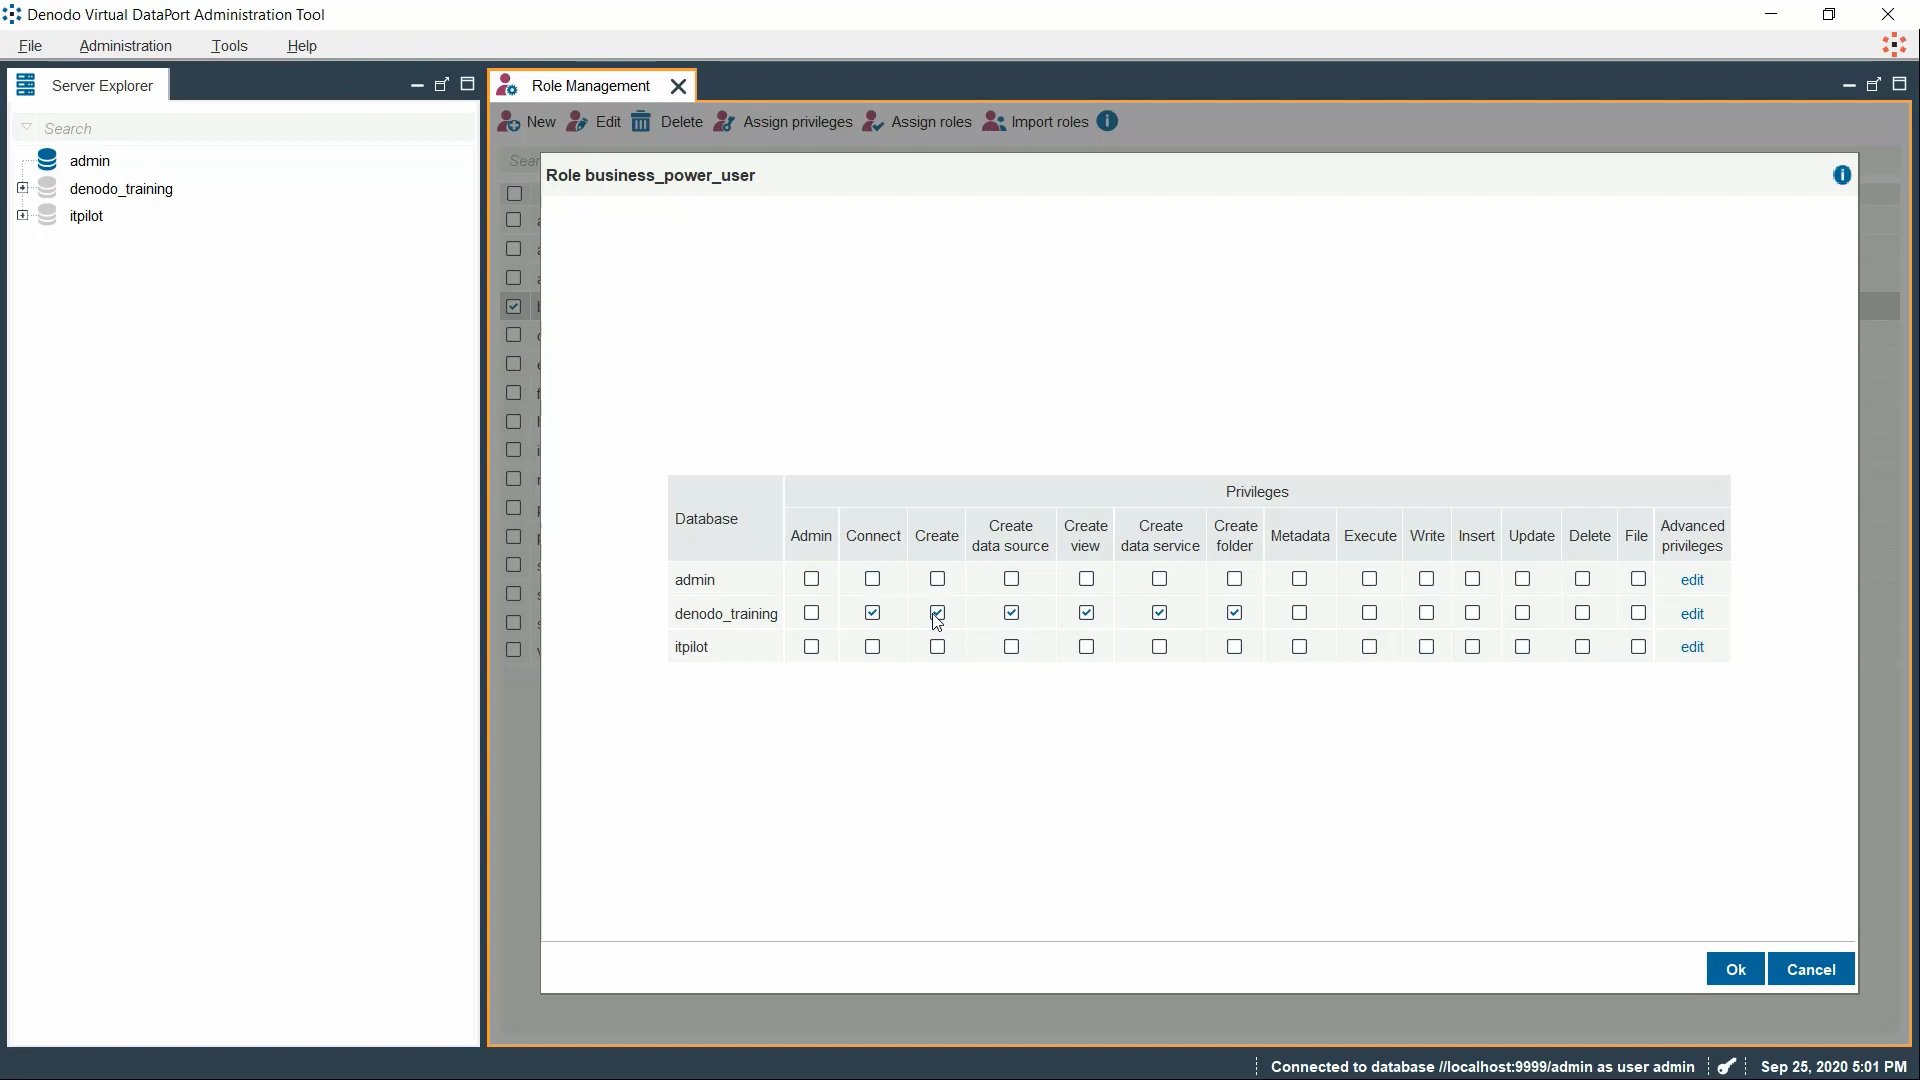 Denodo Virtual DataPort Administration Tool
File Administration Tools Help
Server Explorer
Role Management
Search
New Edit Delete Assign privileges Assign roles Import roles
admin
denodo_training
itpilot
Role business_power_user
Database
Privileges
Admin Connect Create Create data source Create view Create data service Create folder Metadata Execute Write Insert Update Delete File Advanced privileges
admin edit
denodo_training edit
itpilot edit
Ok Cancel
Connected to database //localhost:9999/admin as user admin Sep 25, 2020 5:01 PM